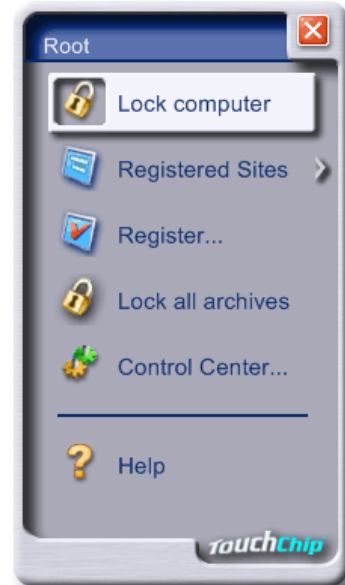 Root
Lock computer
Registered Sites
Register...
Lock all archives
Control Center...
Help
TouchChip